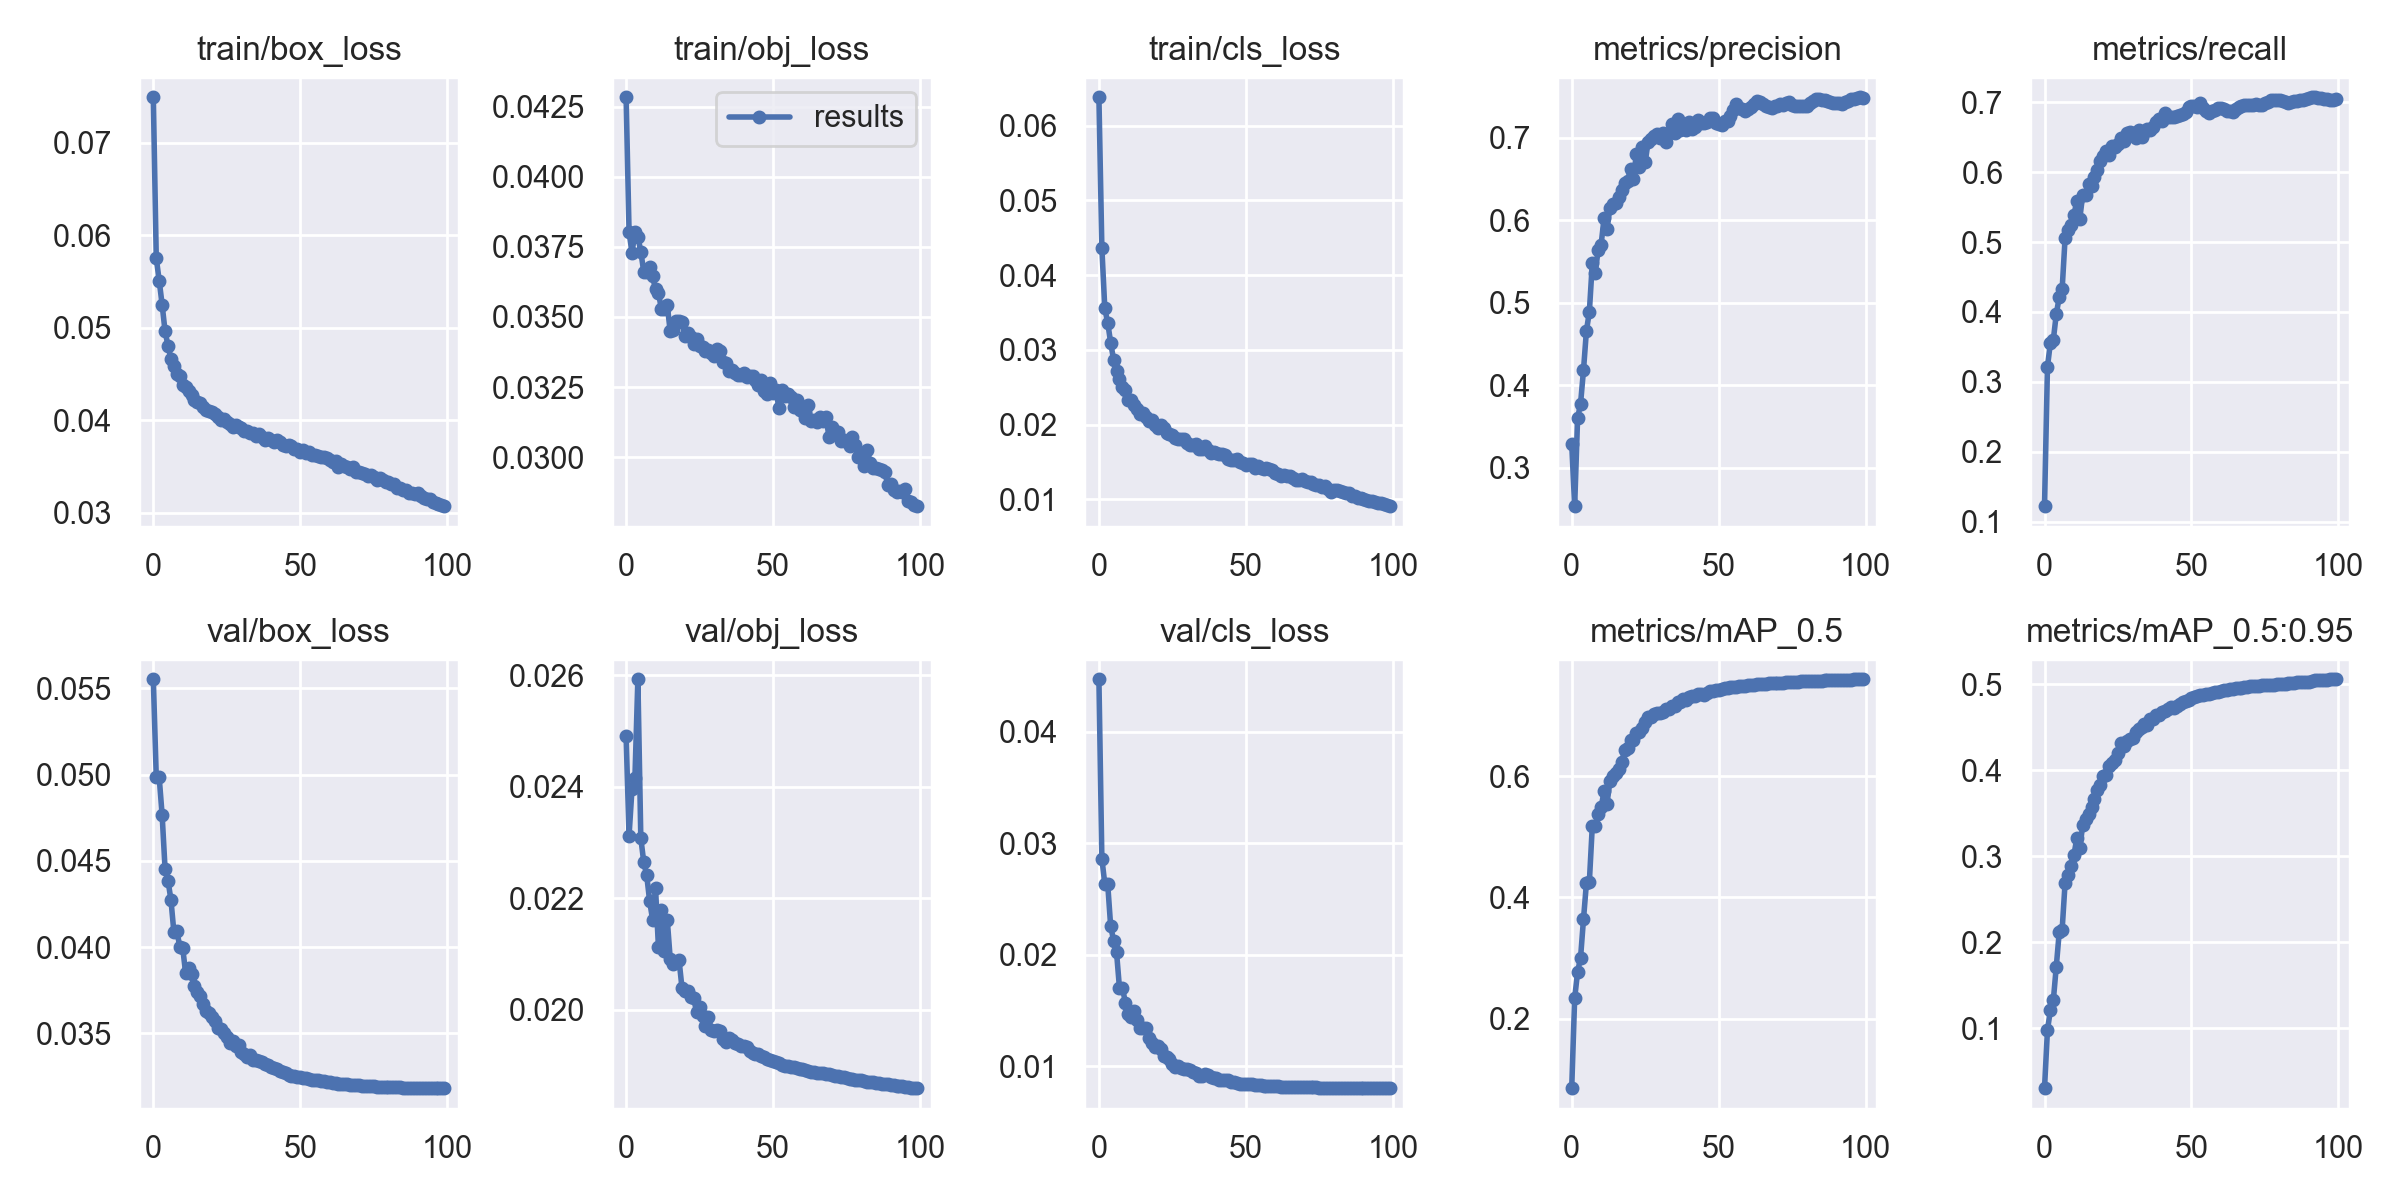 train/box_loss
0.07
0.06
0.05
0.04
0.03
0 50 100
train/obj_loss
results
0.0425
0.0400
0.0375
0.0350
0.0325
0.0300
0 50 100
train/cls_loss
0.06
0.05
0.04
0.03
0.02
0.01
0 50 100
metrics/precision
0.7
0.6
0.5
0.4
0.3
0 50 100
metrics/recall
0.7
0.6
0.5
0.4
0.3
0.2
0.1
0 50 100
val/box_loss
0.055
0.050
0.045
0.040
0.035
0 50 100
val/obj_loss
0.026
0.024
0.022
0.020
0 50 100
val/cls_loss
0.04
0.03
0.02
0.01
0 50 100
metrics/mAP_0.5
0.6
0.4
0.2
0 50 100
metrics/mAP_0.5:0.95
0.5
0.4
0.3
0.2
0.1
0 50 100